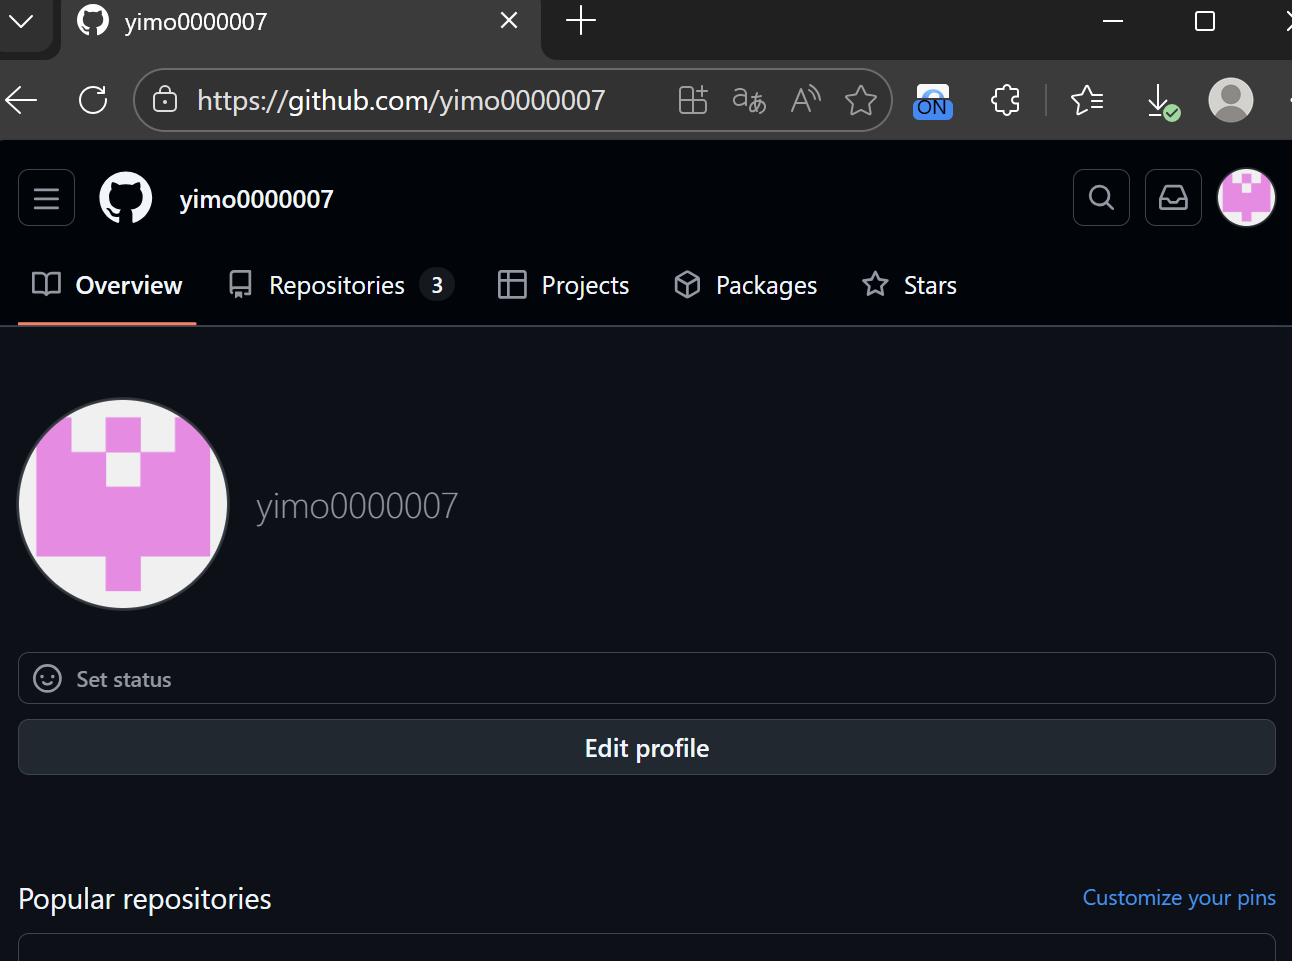 yimo0000007
https://github.com/yimo0000007
ON
yimo0000007
Overview Repositories 3 Projects Packages Stars
yimo0000007
Set status
Edit profile
Popular repositories Customize your pins